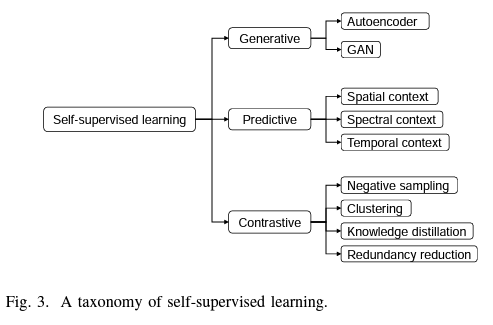 Self-supervised learning
Generative
Autoencoder
GAN
Predictive
Spatial context
Spectral context
Temporal context
Contrastive
Negative sampling
Clustering
Knowledge distillation
Redundancy reduction
Fig. 3. A taxonomy of self-supervised learning.